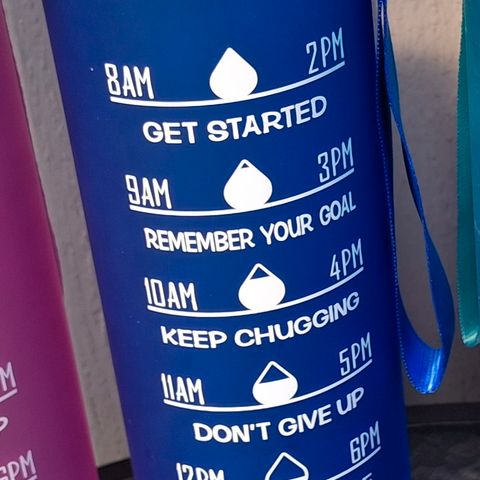 8AM 2PM
GET STARTED
9AM 3PM
REMEMBER YOUR GOAL
10AM 4PM
KEEP CHUGGING
11AM 5PM
DON'T GIVE UP
12PM 6PM